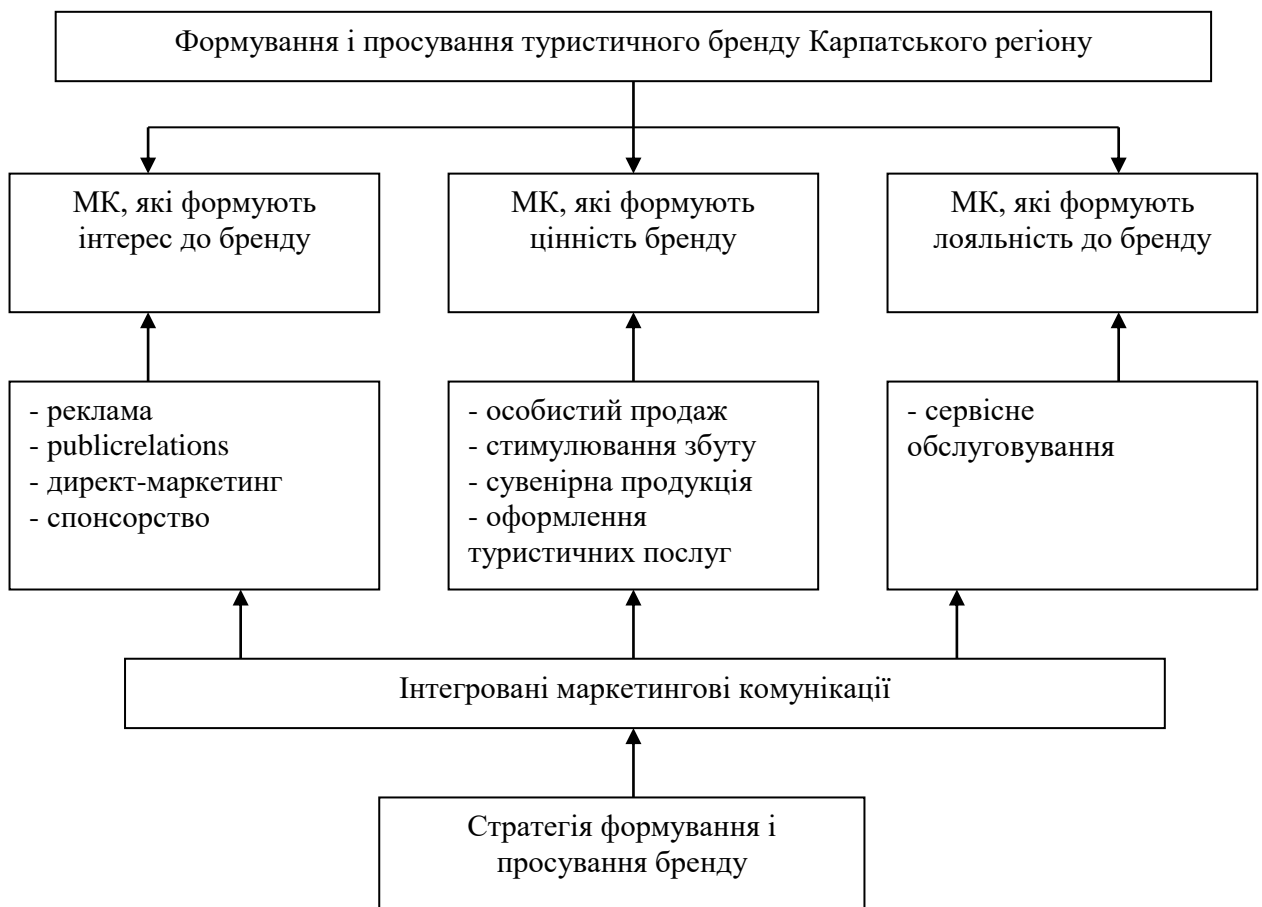 Формування і просування туристичного бренду Карпатського регіону
МК, які формують
інтерес до бренду
МК, які формують
цінність бренду
МК, які формують
лояльність до бренду
- реклама
- publicrelations
- директ-маркетинг
- спонсорство
- особистий продаж
- стимулювання збуту
- сувенірна продукція
- оформлення
туристичних послуг
- сервісне
обслуговування
Інтегровані маркетингові комунікації
Стратегія формування і
просування бренду